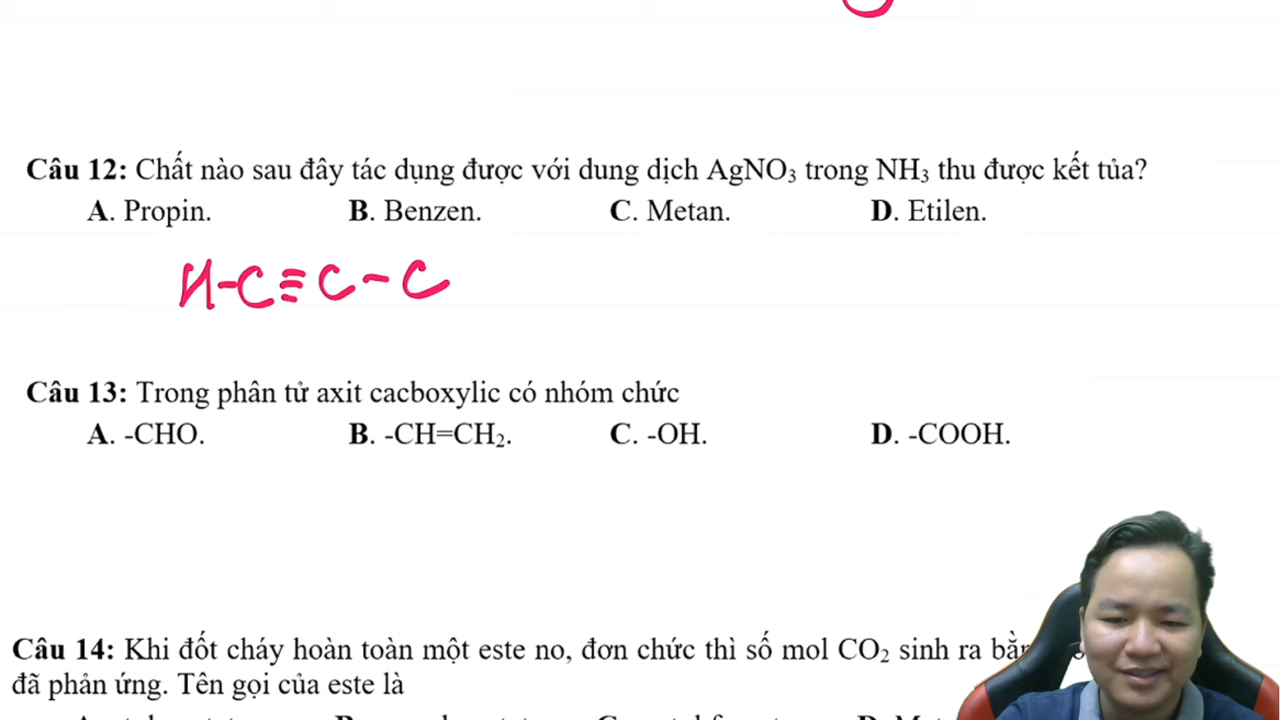 Câu 12: Chất nào sau đây tác dụng được với dung dịch AgNO₃ trong NH₃ thu được kết tủa?
A. Propin. B. Benzen. C. Metan. D. Etilen.
H-C≡C-C
Câu 13: Trong phân tử axit cacboxylic có nhóm chức
A. -CHO. B. -CH=CH₂. C. -OH. D. -COOH.
Câu 14: Khi đốt cháy hoàn toàn một este no, đơn chức thì số mol CO₂ sinh ra
đã phản ứng. Tên gọi của este là